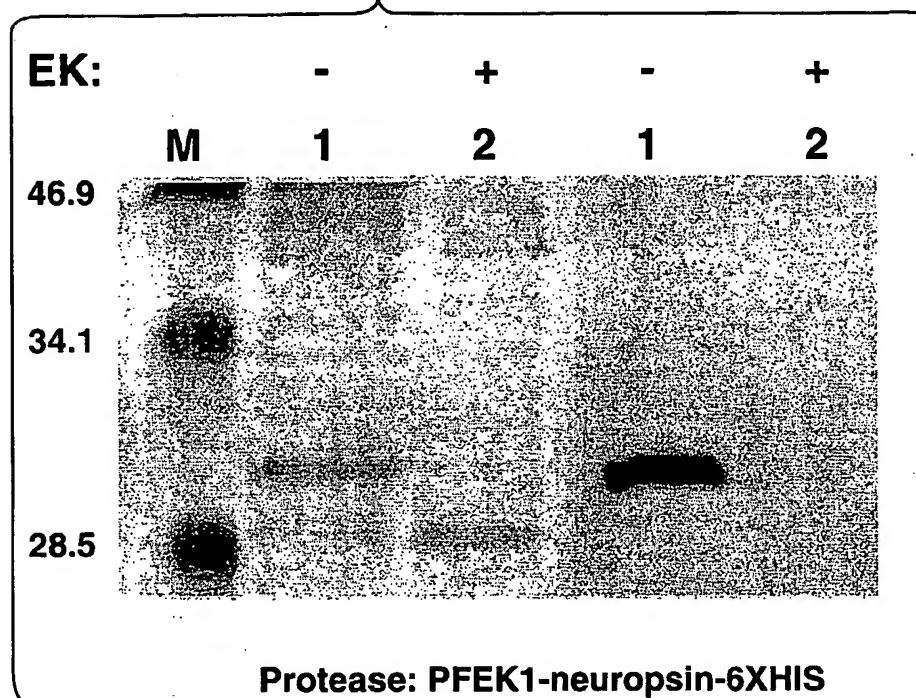 EK: - + - +
M 1 2 1 2
46.9
34.1
28.5
Protease: PFEK1-neuropsin-6XHIS